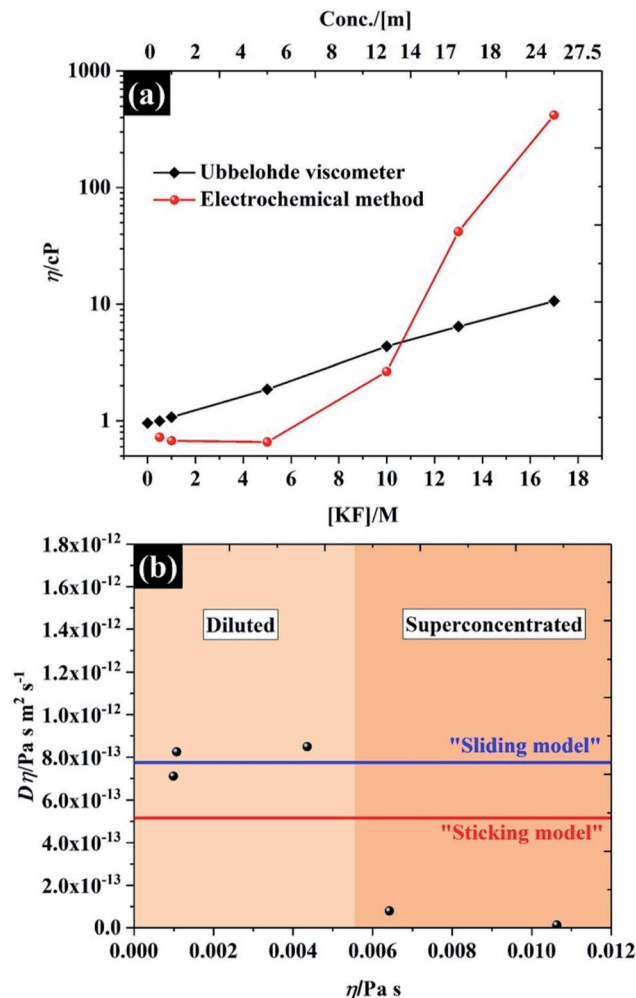 Conc./[m]
0 0 6 6 12 13 14 17 18 24 27.5
(a)
1000
100
10
1
η/cP
Ubbelohde viscometer
Electrochemical method
0 2 4 6 8 10 12 14 16 18
[KF]/M
(b)
1.8x10⁻¹²
1.6x10⁻¹²
1.4x10⁻¹²
1.2x10⁻¹²
1.0x10⁻¹²
8.0x10⁻¹³
6.0x10⁻¹³
4.0x10⁻¹³
2.0x10⁻¹³
0.0
Dη/Pa s m² s⁻¹
Diluted
Superconcentrated
"Sliding model"
"Sticking model"
0.000 0.002 0.004 0.006 0.008 0.010 0.012
η/Pa s